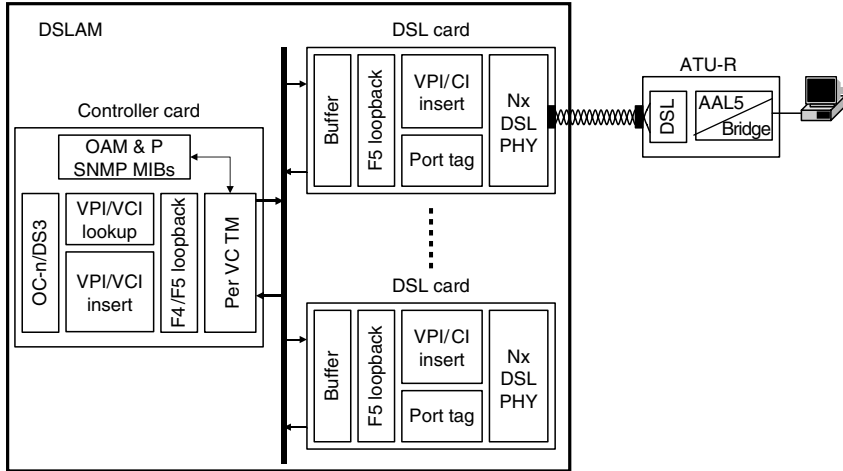 DSLAM
Controller card
OAM & P
SNMP MIBs
OC-n/DS3
VPI/VCI
lookup
VPI/VCI
insert
F4/F5 loopback
Per VC TM
DSL card
Buffer
F5 loopback
VPI/CI
insert
Port tag
Nx
DSL
PHY
DSL card
Buffer
F5 loopback
VPI/CI
insert
Port tag
Nx
DSL
PHY
ATU-R
DSL
AAL5
Bridge